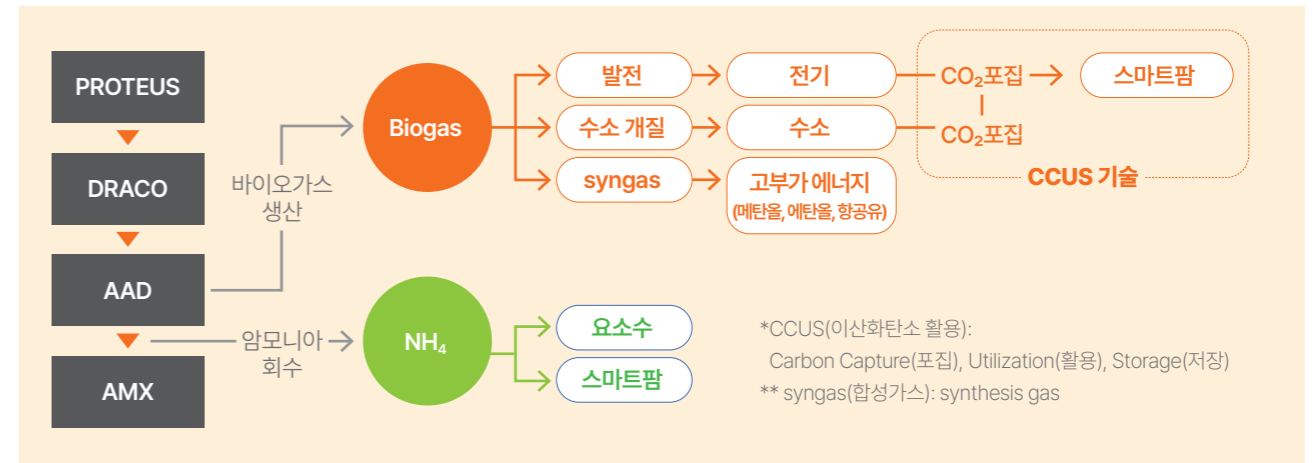 PROTEUS
DRACO
AAD
AMX
바이오가스
생산
암모니아
회수
Biogas
발전
전기
CO₂포집
스마트팜
수소 개질
수소
CO₂포집
syngas
고부가 에너지
(메탄올, 에탄올, 항공유)
CCUS 기술
NH₄
요소수
스마트팜
*CCUS(이산화탄소 활용):
Carbon Capture(포집), Utilization(활용), Storage(저장)
** syngas(합성가스): synthesis gas